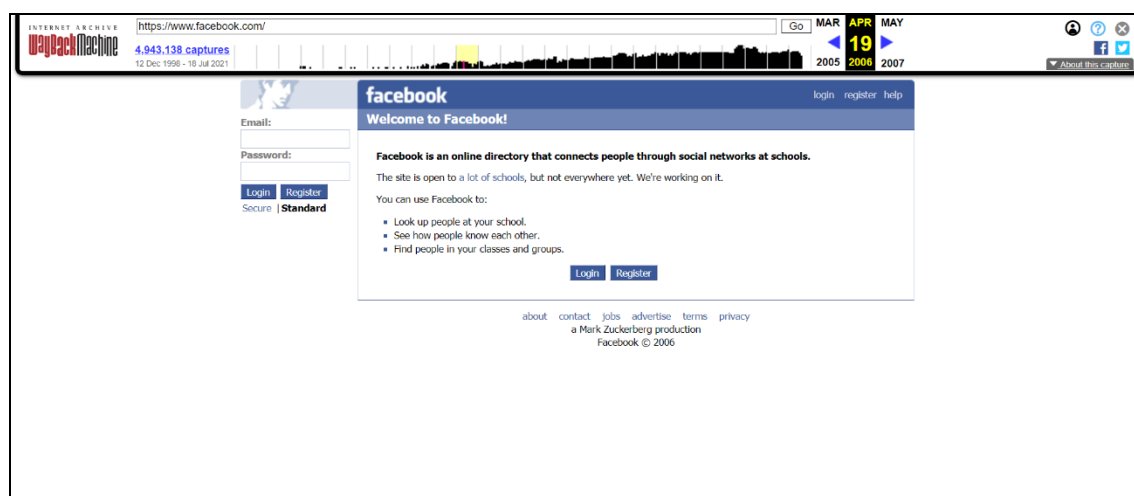 INTERNET ARCHIVE
WayBackMachine
https://www.facebook.com/
Go
MAR APR MAY
4,943,138 captures
19
12 Dec 1998 - 18 Jul 2021
2005 2006 2007
About this capture
facebook
login register help
Welcome to Facebook!
Email:
Password:
Login Register
Secure | Standard
Facebook is an online directory that connects people through social networks at schools.
The site is open to a lot of schools, but not everywhere yet. We're working on it.
You can use Facebook to:
Look up people at your school.
See how people know each other.
Find people in your classes and groups.
Login Register
about contact jobs advertise terms privacy
a Mark Zuckerberg production
Facebook © 2006